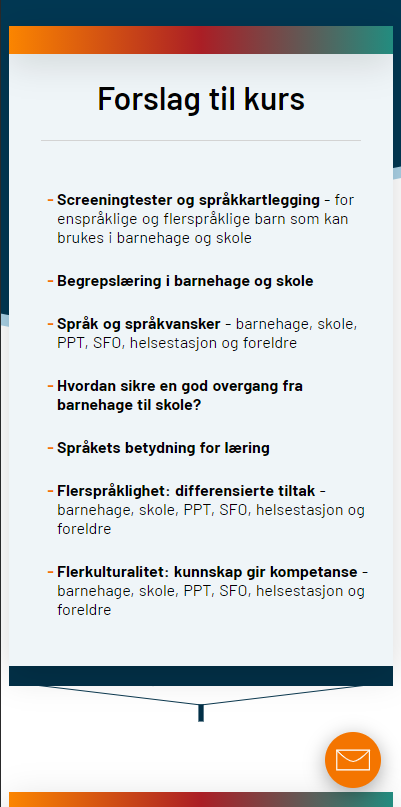 Forslag til kurs
– Screeningtester og språkkartlegging - for
enspråklige og flerspråklige barn som kan
brukes i barnehage og skole
– Begrepslæring i barnehage og skole
– Språk og språkvansker - barnehage, skole,
PPT, SFO, helsestasjon og foreldre
– Hvordan sikre en god overgang fra
barnehage til skole?
– Språkets betydning for læring
– Flerspråklighet: differensierte tiltak -
barnehage, skole, PPT, SFO, helsestasjon og
foreldre
– Flerkulturalitet: kunnskap gir kompetanse -
barnehage, skole, PPT, SFO, helsestasjon og
foreldre